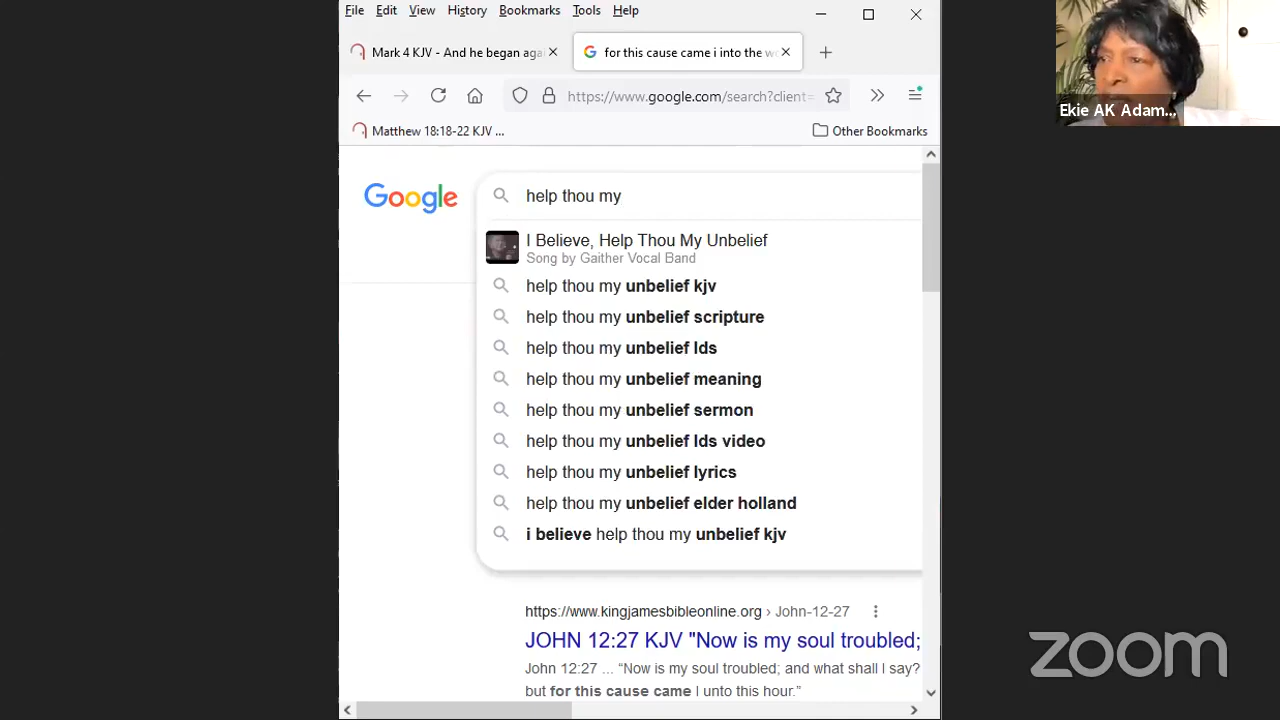 File Edit View History Bookmarks Tools Help
Mark 4 KJV - And he began aga
for this cause came i into the w
https://www.google.com/search?client=
Matthew 18:18-22 KJV ...
Other Bookmarks
Ekie AK Adam...
Google
help thou my
I Believe, Help Thou My Unbelief
Song by Gaither Vocal Band
help thou my unbelief kjv
help thou my unbelief scripture
help thou my unbelief lds
help thou my unbelief meaning
help thou my unbelief sermon
help thou my unbelief lds video
help thou my unbelief lyrics
help thou my unbelief elder holland
i believe help thou my unbelief kjv
https://www.kingjamesbibleonline.org › John-12-27
JOHN 12:27 KJV "Now is my soul troubled;
John 12:27 ... “Now is my soul troubled; and what shall I say?
but for this cause came I unto this hour.”
zoom